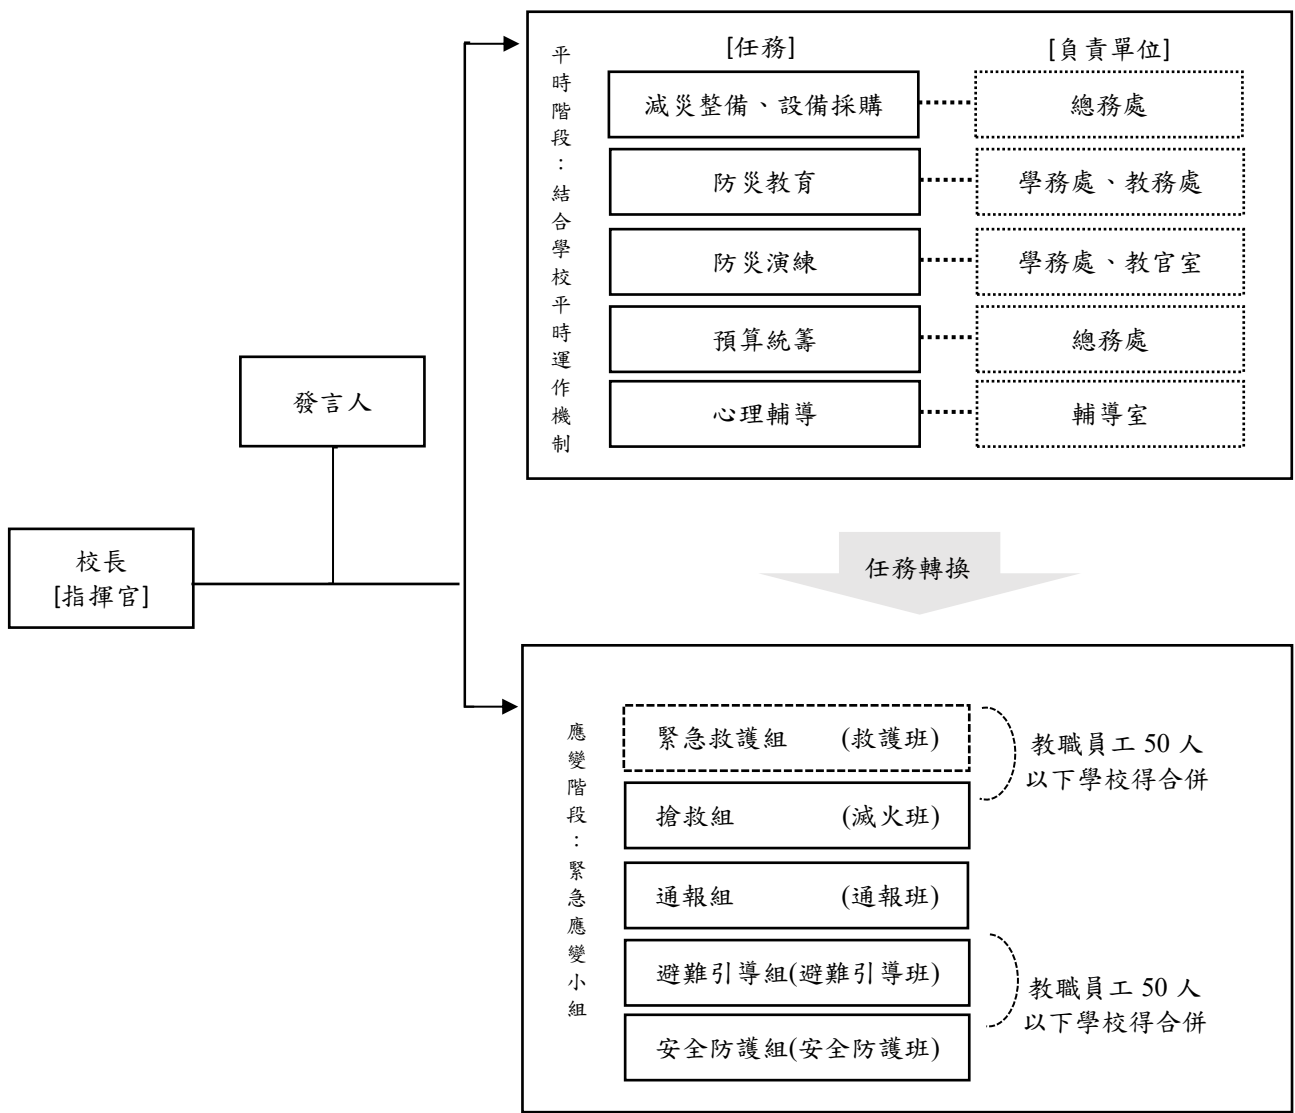 平時階段：結合學校平時運作機制
[任務]
[負責單位]
減災整備、設備採購
總務處
防災教育
學務處、教務處
防災演練
學務處、教官室
預算統籌
總務處
心理輔導
輔導室
發言人
校長
[指揮官]
任務轉換
應變階段：緊急應變小組
緊急救護組 (救護班)
搶救組 (滅火班)
教職員工 50 人
以下學校得合併
通報組 (通報班)
避難引導組(避難引導班)
安全防護組(安全防護班)
教職員工 50 人
以下學校得合併